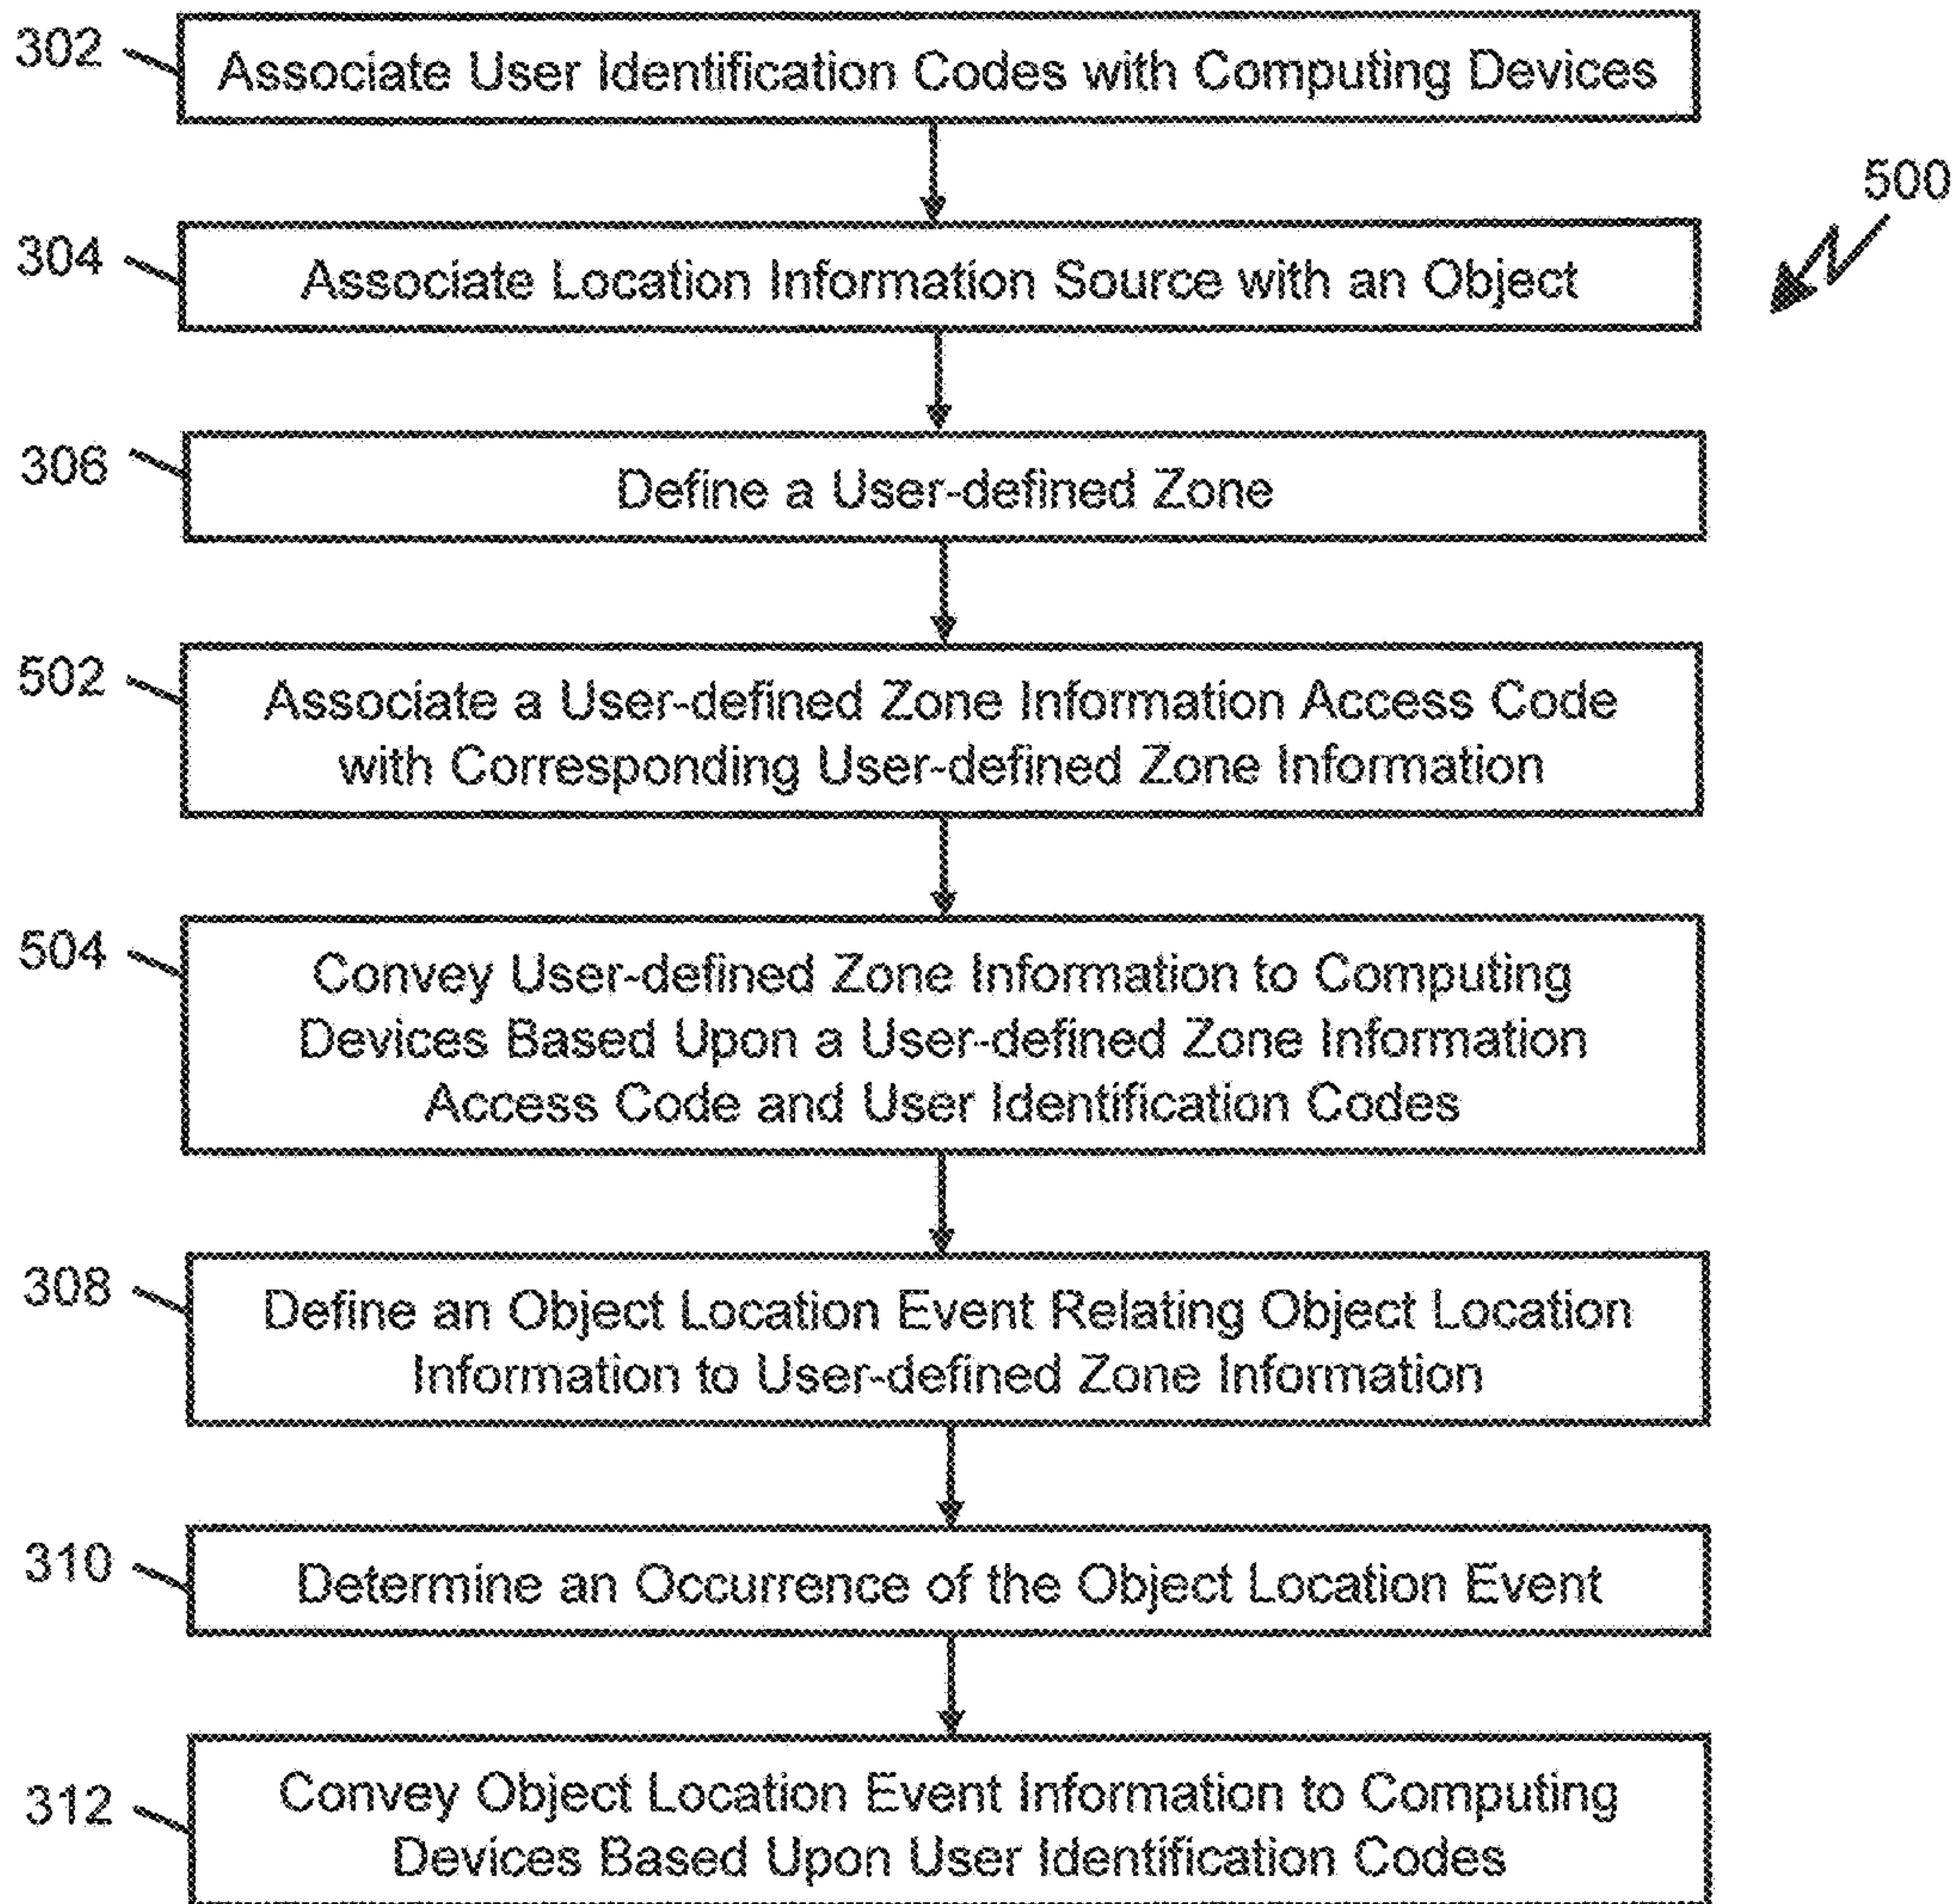 302
Associate User Identification Codes with Computing Devices
500
304
Associate Location Information Source with an Object
306
Define a User-defined Zone
502
Associate a User-defined Zone Information Access Code
with Corresponding User-defined Zone Information
504
Convey User-defined Zone Information to Computing
Devices Based Upon a User-defined Zone Information
Access Code and User Identification Codes
308
Define an Object Location Event Relating Object Location
Information to User-defined Zone Information
310
Determine an Occurrence of the Object Location Event
312
Convey Object Location Event Information to Computing
Devices Based Upon User Identification Codes